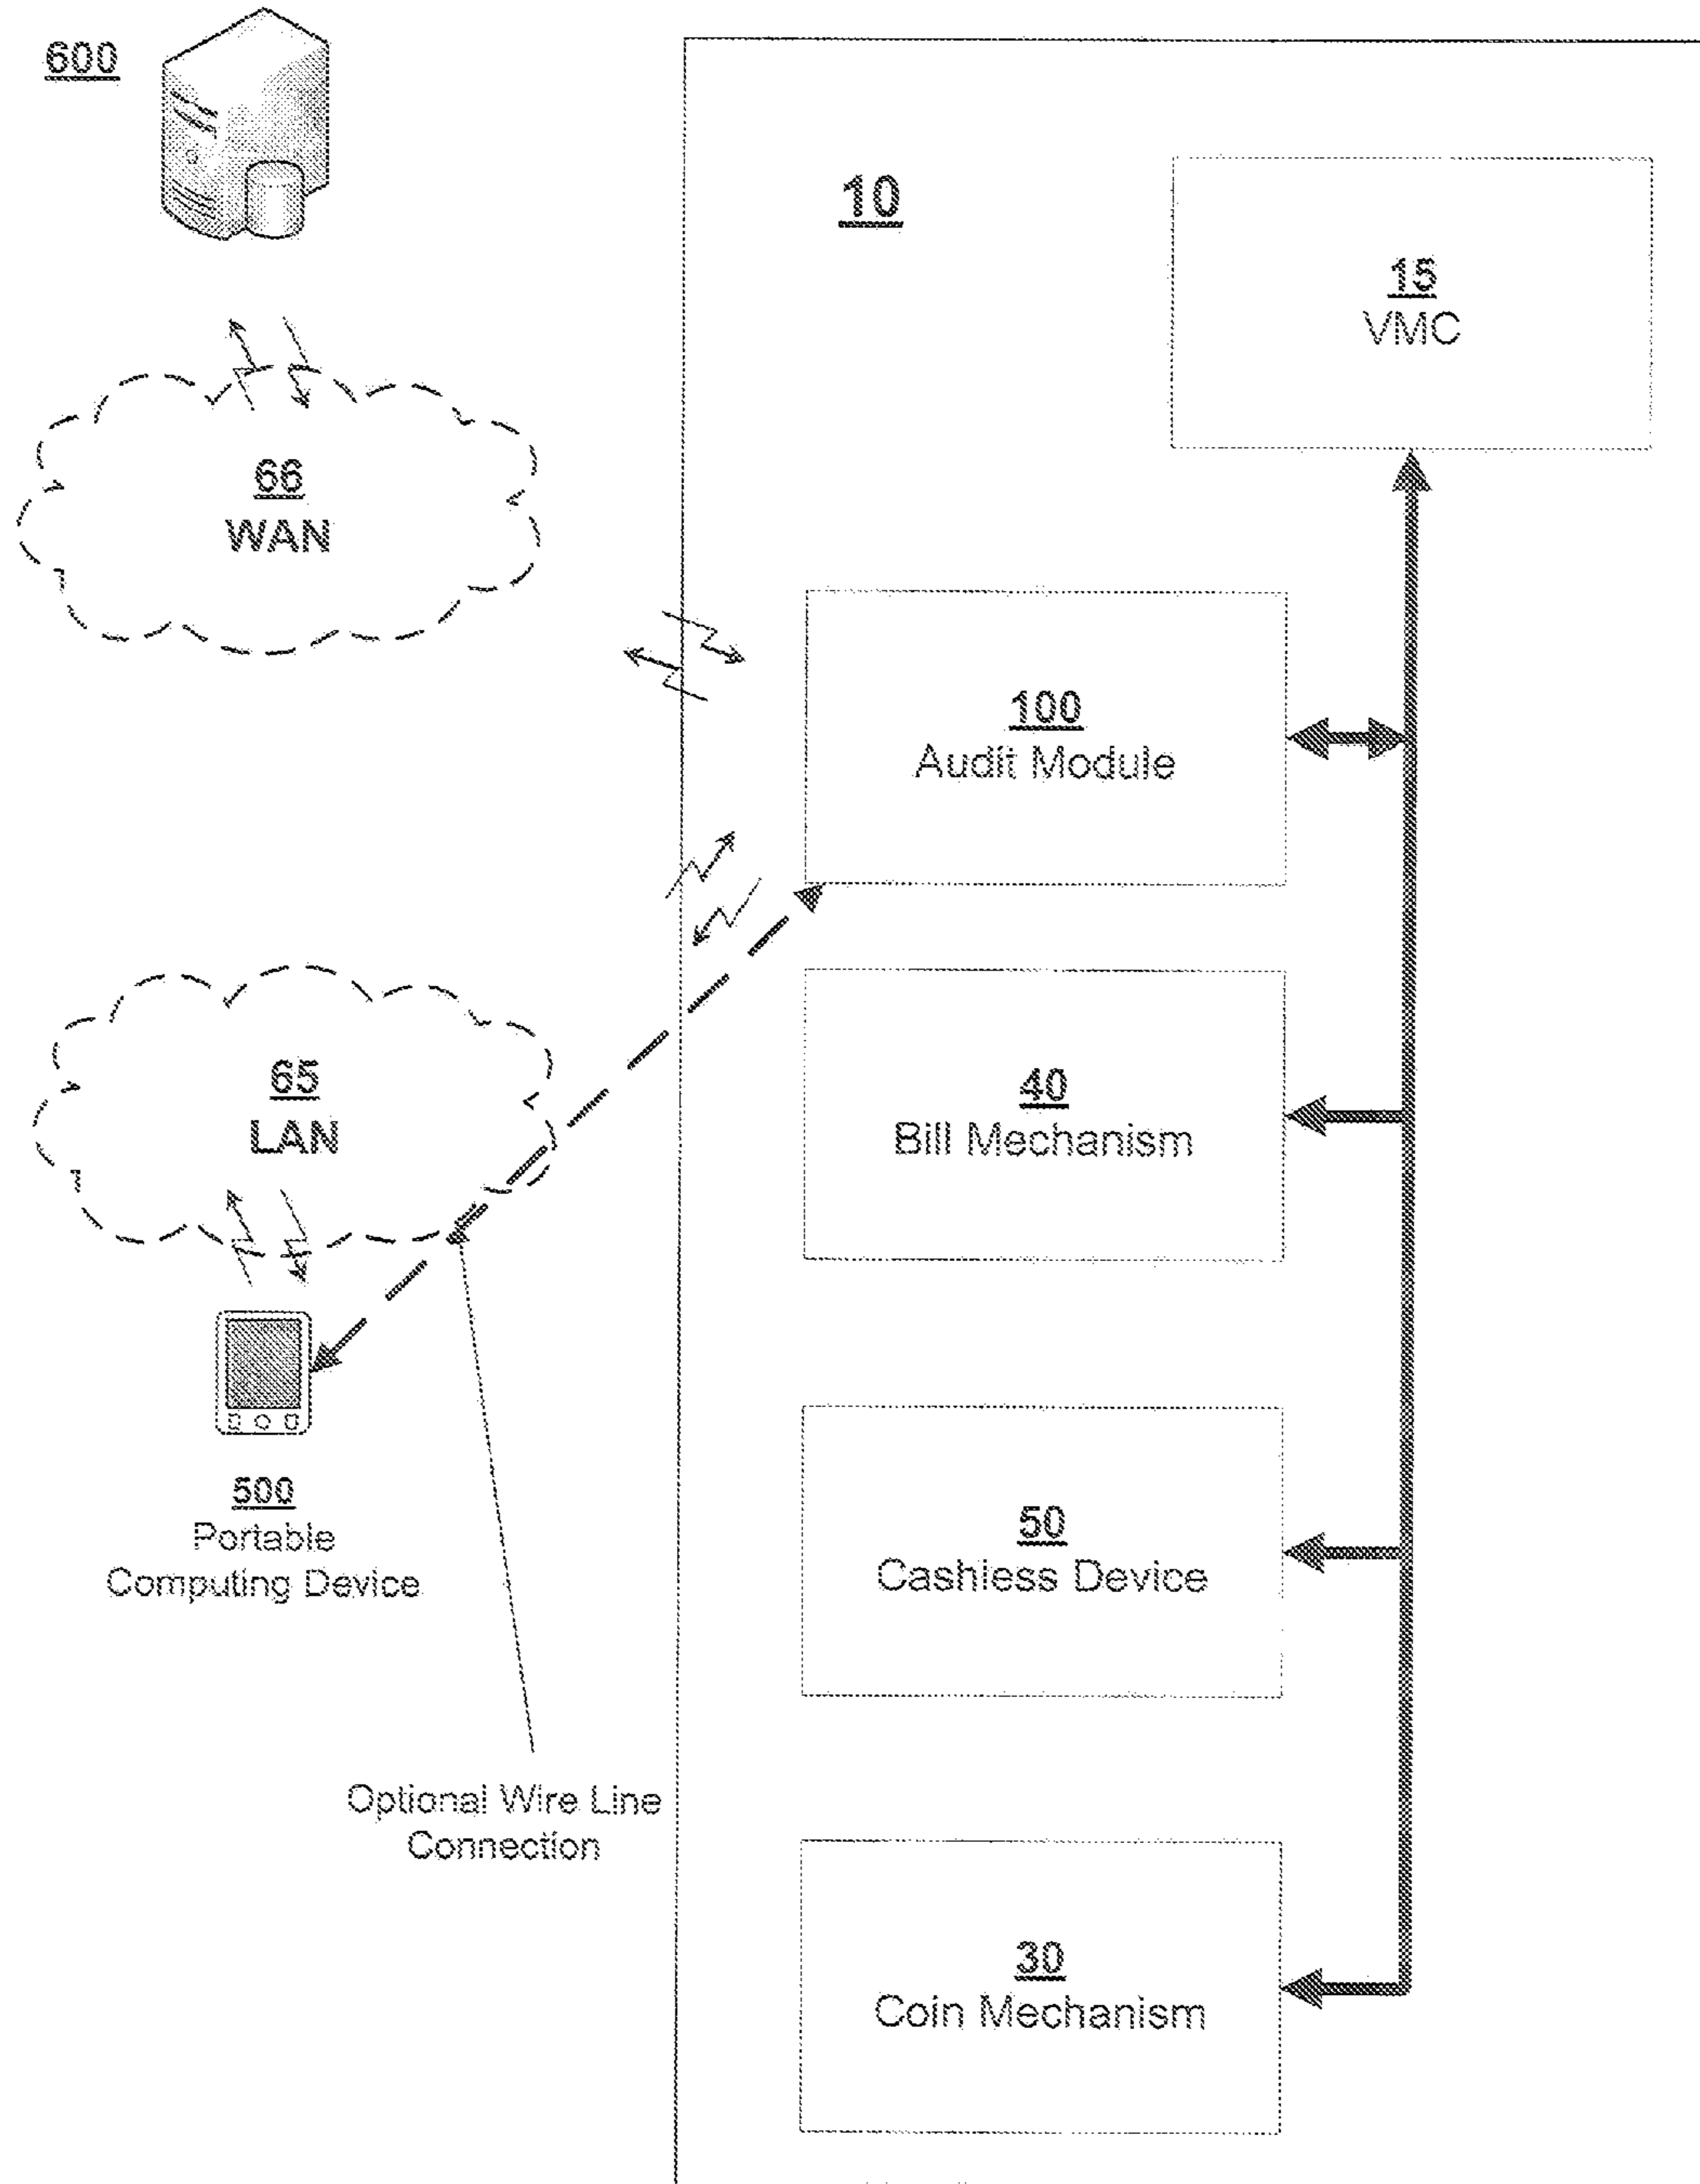 600
10
15
VMC
66
WAN
100
Audit Module
65
LAN
40
Bill Mechanism
500
Portable
Computing Device
50
Cashless Device
Optional Wire Line
Connection
30
Coin Mechanism